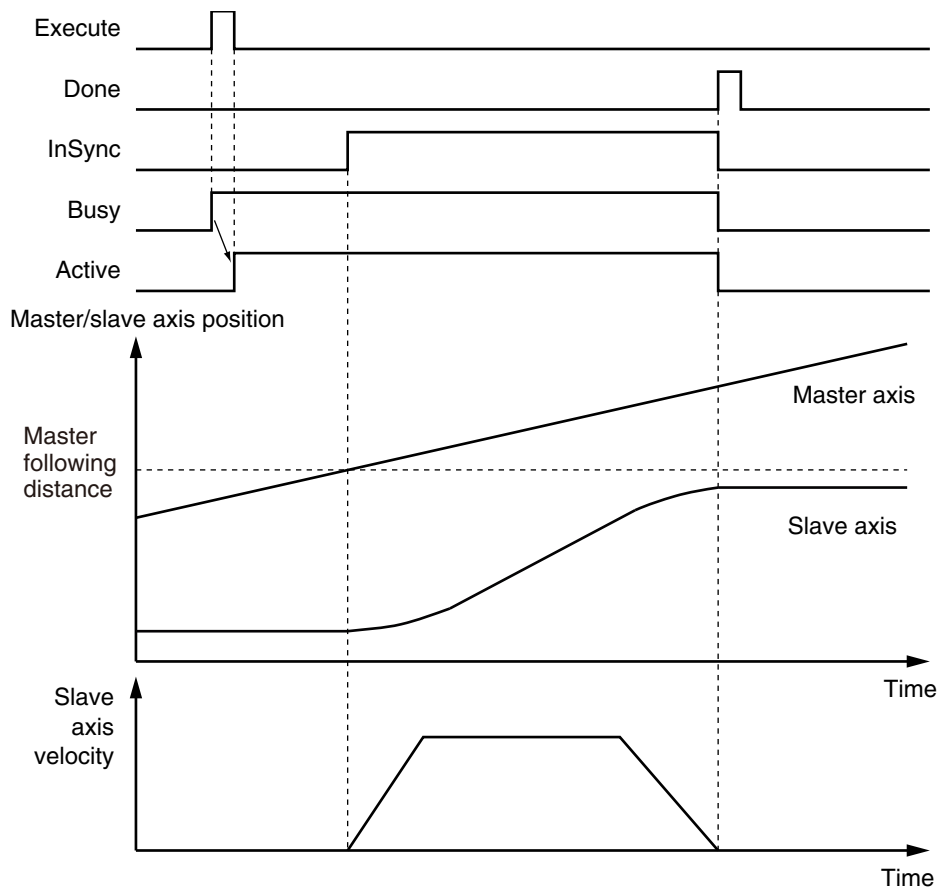 Execute
Done
InSync
Busy
Active
Master/slave axis position
Master axis
Master
following
distance
Slave axis
Time
Slave
axis
velocity
Time